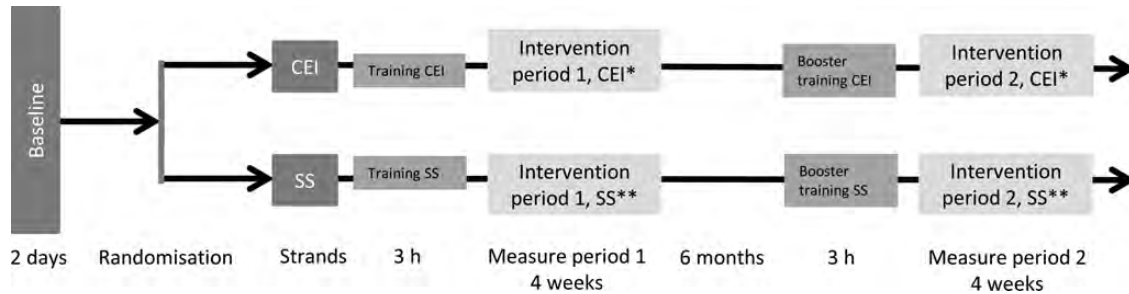 Baseline
CEI
Training CEI
Intervention
period 1, CEI*
Booster
training CEI
Intervention
period 2, CEI*
SS
Training SS
Intervention
period 1, SS**
Booster
training SS
Intervention
period 2, SS**
2 days
Randomisation
Strands
3 h
Measure period 1
4 weeks
6 months
3 h
Measure period 2
4 weeks